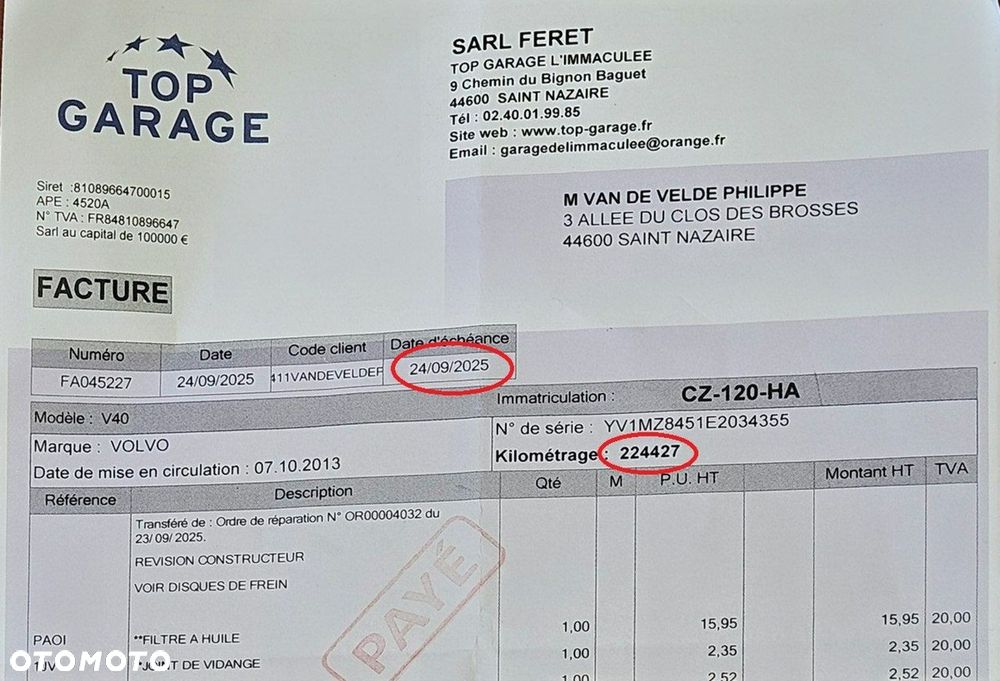 TOP
GARAGE
SARL FERET
TOP GARAGE L'IMMACULEE
9 Chemin du Bignon Baguet
44600 SAINT NAZAIRE
Tél : 02.40.01.99.85
Site web : www.top-garage.fr
Email : garagedelimmaculee@orange.fr
Siret :81089664700015
APE : 4520A
N° TVA : FR84810896647
Sarl au capital de 100000 €
M VAN DE VELDE PHILIPPE
3 ALLEE DU CLOS DES BROSSES
44600 SAINT NAZAIRE
FACTURE
Numéro Date Code client Date d'échéance
FA045227 24/09/2025 411VANDEVELDEF 24/09/2025
Modèle : V40
Marque : VOLVO
Date de mise en circulation : 07.10.2013
Immatriculation : CZ-120-HA
N° de série : YV1MZ8451E2034355
Kilométrage : 224427
Référence Description Qté M P.U. HT Montant HT TVA
Transféré de : Ordre de réparation N° OR00004032 du
23/09/2025.
REVISION CONSTRUCTEUR
VOIR DISQUES DE FREIN
PAYÉ
PAOI **FILTRE A HUILE 1,00 15,95 15,95 20,00
*JOINT DE VIDANGE 1,00 2,35 2,35 20,00
1,00 2,52 2,52 20,00
OTOMOTO